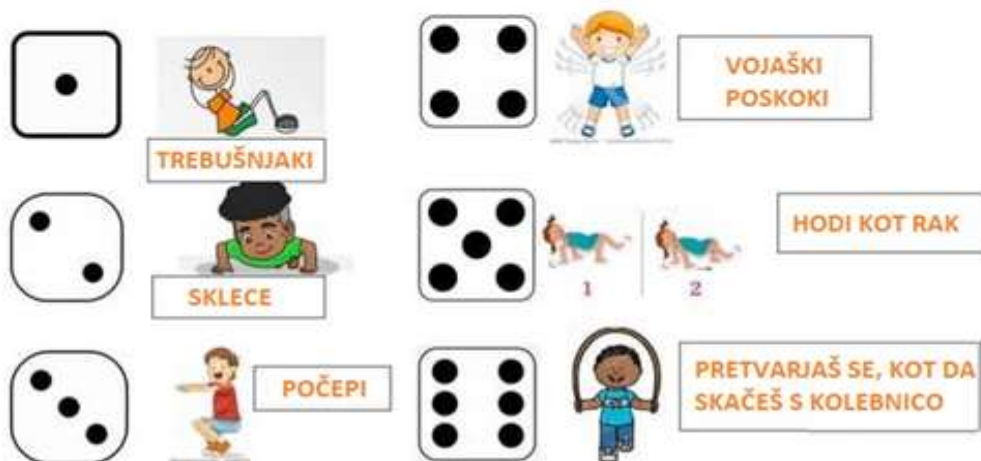 TREBUŠNJAKI
SKLECE
POČEPI
VOJAŠKI
POSKOKI
HODI KOT RAK
1 2
PRETVARJAŠ SE, KOT DA
SKAČEŠ S KOLEBNICO